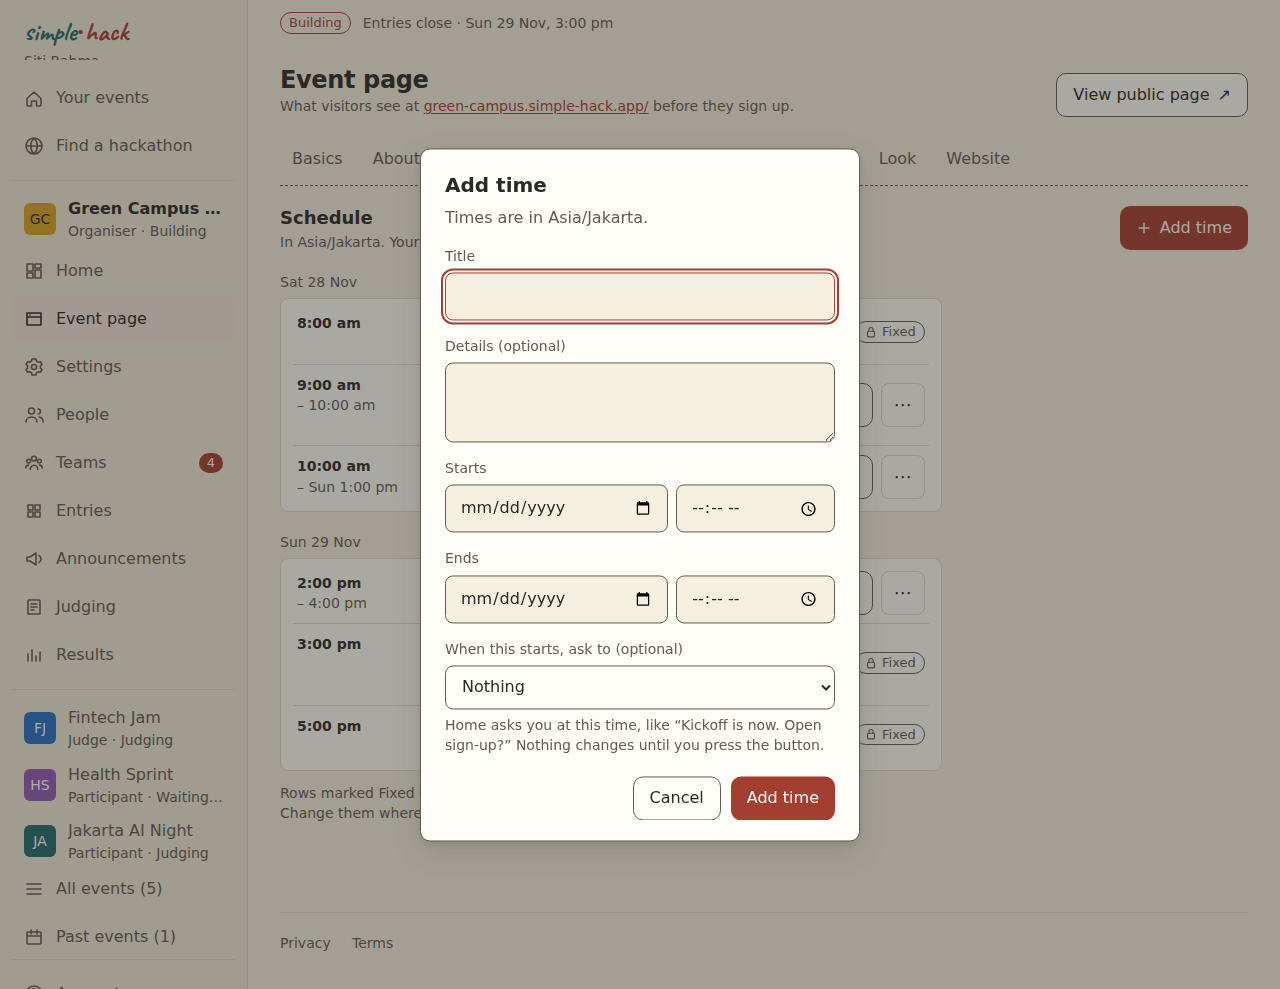 simple·hack
Siti Rahma
Your events
Find a hackathon
GC
Green Campus ...
Organiser · Building
Home
Event page
Settings
People
Teams
4
Entries
Announcements
Judging
Results
FJ
Fintech Jam
Judge · Judging
HS
Health Sprint
Participant · Waiting...
JA
Jakarta AI Night
Participant · Judging
All events (5)
Past events (1)
Building
Entries close · Sun 29 Nov, 3:00 pm
Event page
What visitors see at green-campus.simple-hack.app/ before they sign up.
View public page ↗
Basics
About
Look
Website
Schedule
In Asia/Jakarta. Your
+ Add time
Sat 28 Nov
8:00 am
Fixed
9:00 am
– 10:00 am
...
10:00 am
– Sun 1:00 pm
...
Sun 29 Nov
2:00 pm
– 4:00 pm
...
3:00 pm
Fixed
5:00 pm
Fixed
Rows marked Fixed
Change them where
Privacy
Terms
Add time
Times are in Asia/Jakarta.
Title
Details (optional)
Starts
mm/dd/yyyy
--:-- --
Ends
mm/dd/yyyy
--:-- --
When this starts, ask to (optional)
Nothing
Home asks you at this time, like “Kickoff is now. Open
sign-up?” Nothing changes until you press the button.
Cancel
Add time